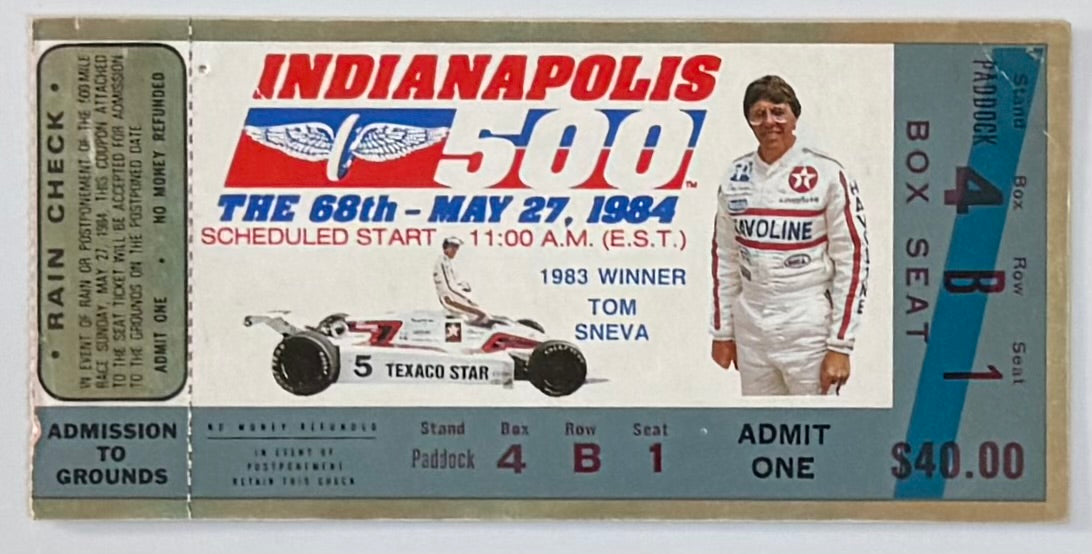 • RAIN CHECK •
IN EVENT OF RAIN OR POSTPONEMENT OF THE 500 MILE
RACE SUNDAY, MAY 27, 1984, THIS COUPON ATTACHED
TO THE SEAT TICKET WILL BE ACCEPTED FOR ADMISSION
TO THE GROUNDS ON THE POSTPONED DATE
ADMIT ONE • NO MONEY REFUNDED
ADMISSION
TO
GROUNDS
INDIANAPOLIS
500
TM
THE 68th - MAY 27, 1984
SCHEDULED START 11:00 A.M. (E.S.T.)
1983 WINNER
TOM
SNEVA
5 TEXACO STAR
HAVOLINE
HAVOLINE
NO MONEY REFUNDED
IN EVENT OF
POSTPONEMENT
RETAIN THIS CHECK
Stand Box Row Seat
Paddock 4 B 1
ADMIT
ONE
BOX SEAT
PADDOCK 4 B 1
Stand Box Row Seat
$40.00